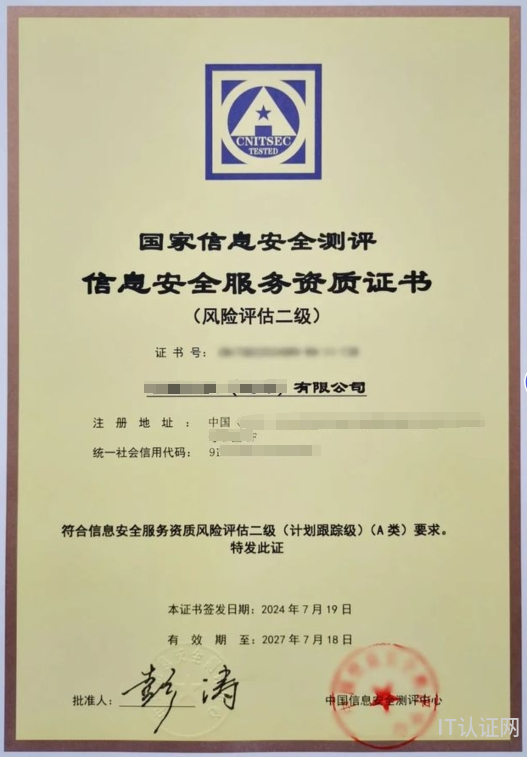 CNITSEC
TESTED
国家信息安全测评
信息安全服务资质证书
（风险评估二级）
证 书 号：
有限公司
注 册 地 址 ： 中国
统一社会信用代码： 91
符合信息安全服务资质风险评估二级（计划跟踪级）（A 类）要求。
特发此证
本证书签发日期：2024 年 7 月 19 日
有 效 期 至：2027 年 7 月 18 日
批准人： 彭涛
中国信息安全测评中心
IT认证网